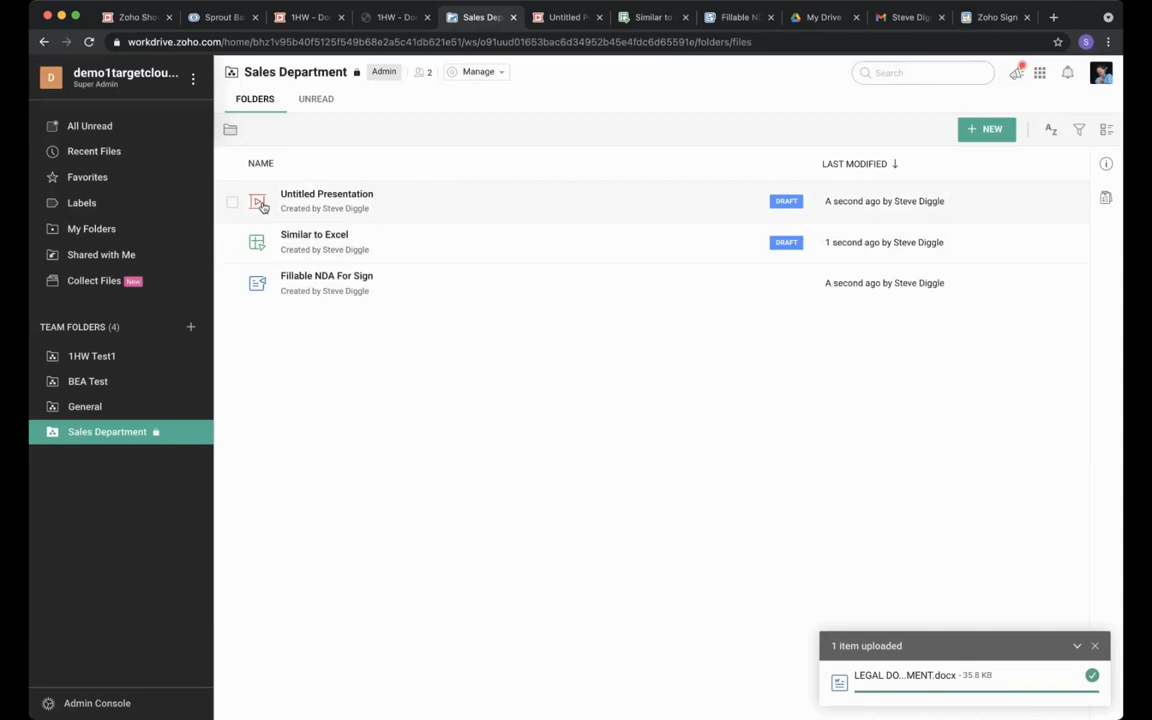 Zoho Sho
Sprout Ba
1HW - Do
1HW - Do
Sales Dep
Untitled P
Similar to
Fillable N
My Drive
Steve Dig
Zoho Sign
workdrive.zoho.com/home/bhz1v95b40f5125f549b68e2a5c41db621e51/ws/o91uud01653bac6d34952b45e4fdc6d65591e/folders/files
S
D
demo1targetclou...
Super Admin
All Unread
Recent Files
Favorites
Labels
My Folders
Shared with Me
Collect Files New
TEAM FOLDERS (4)
1HW Test1
BEA Test
General
Sales Department
Admin Console
Sales Department Admin 2 Manage
Search
FOLDERS UNREAD
+ NEW
NAME LAST MODIFIED
Untitled Presentation
Created by Steve Diggle
DRAFT
A second ago by Steve Diggle
Similar to Excel
Created by Steve Diggle
DRAFT
1 second ago by Steve Diggle
Fillable NDA For Sign
Created by Steve Diggle
A second ago by Steve Diggle
1 item uploaded
LEGAL DO...MENT.docx - 35.8 KB